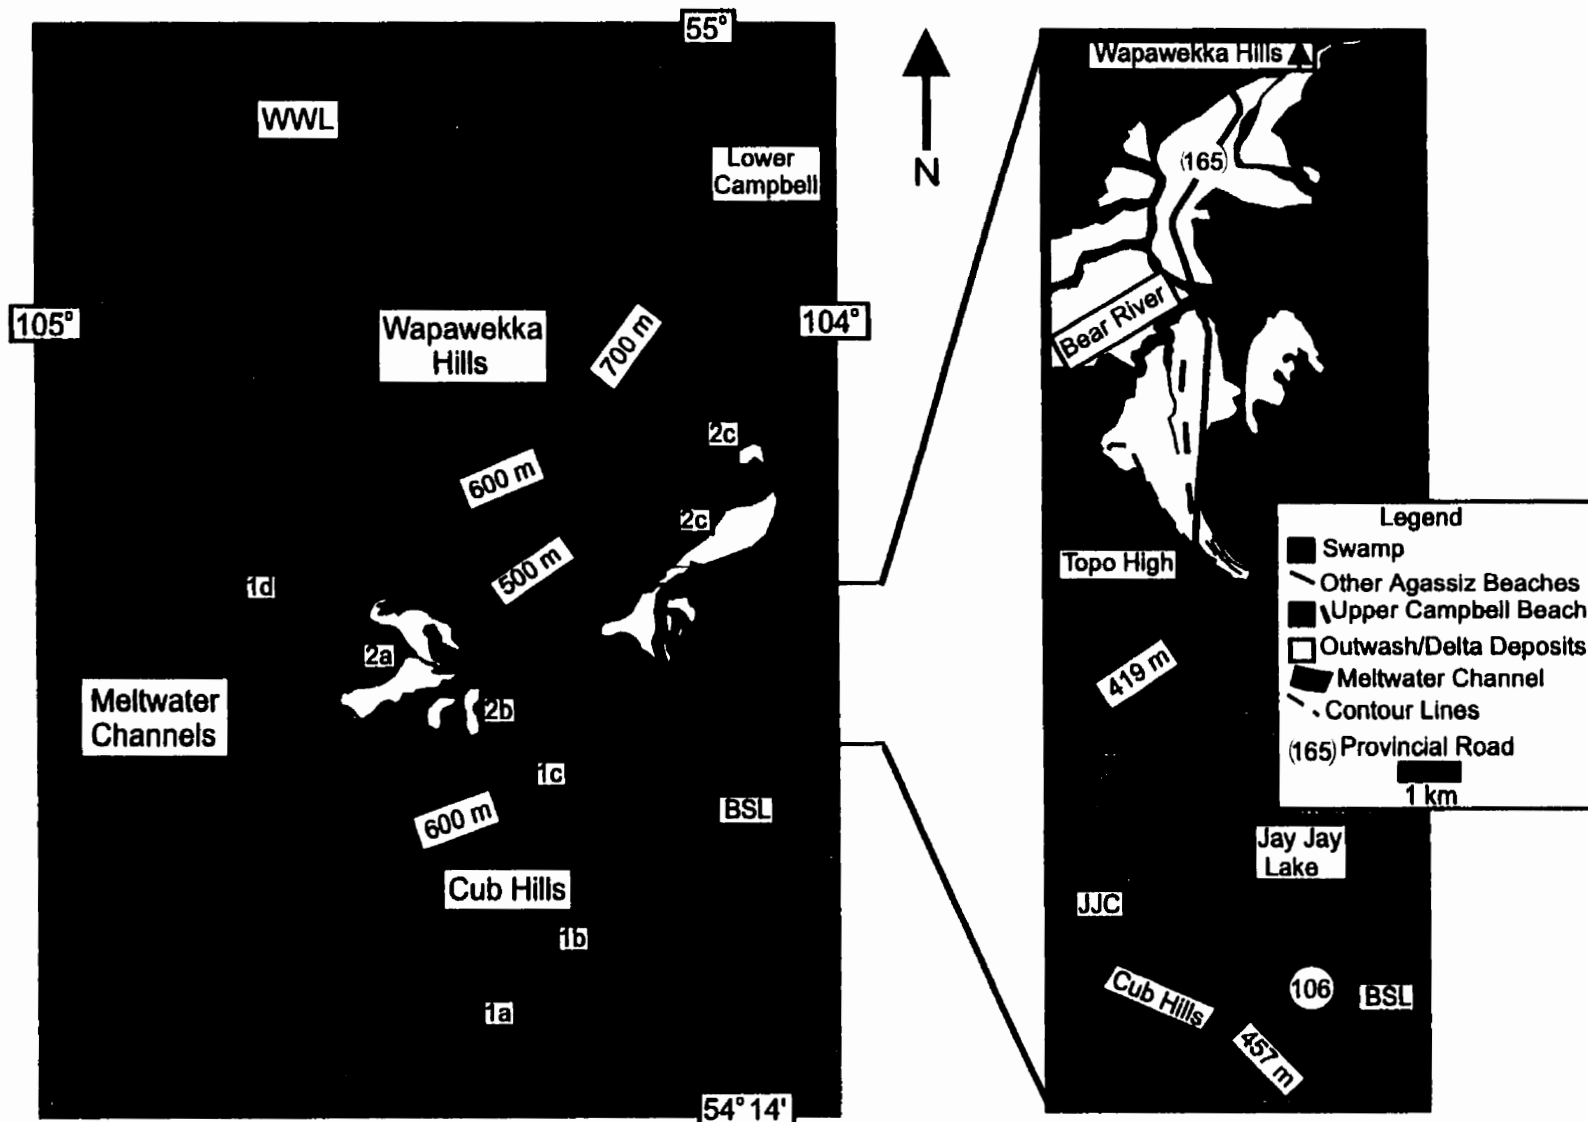 55°
WWL
Lower
Campbell
N
105°
104°
Wapawekka
Hills
700 m
2c
600 m
2c
500 m
1d
2a
Meltwater
Channels
2b
1c
600 m
BSL
Cub Hills
1b
1a
54° 14'
Wapawekka Hills
(165)
Bear River
Topo High
419 m
Legend
Swamp
Other Agassiz Beaches
Upper Campbell Beach
Outwash/Delta Deposits
Meltwater Channel
Contour Lines
(165) Provincial Road
1 km
Jay Jay
Lake
JJC
Cub Hills
106
BSL
457 m